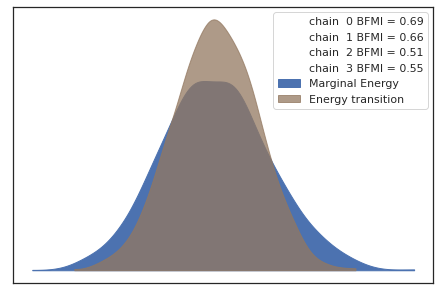 chain  0 BFMI = 0.69
chain  1 BFMI = 0.66
chain  2 BFMI = 0.51
chain  3 BFMI = 0.55
Marginal Energy
Energy transition